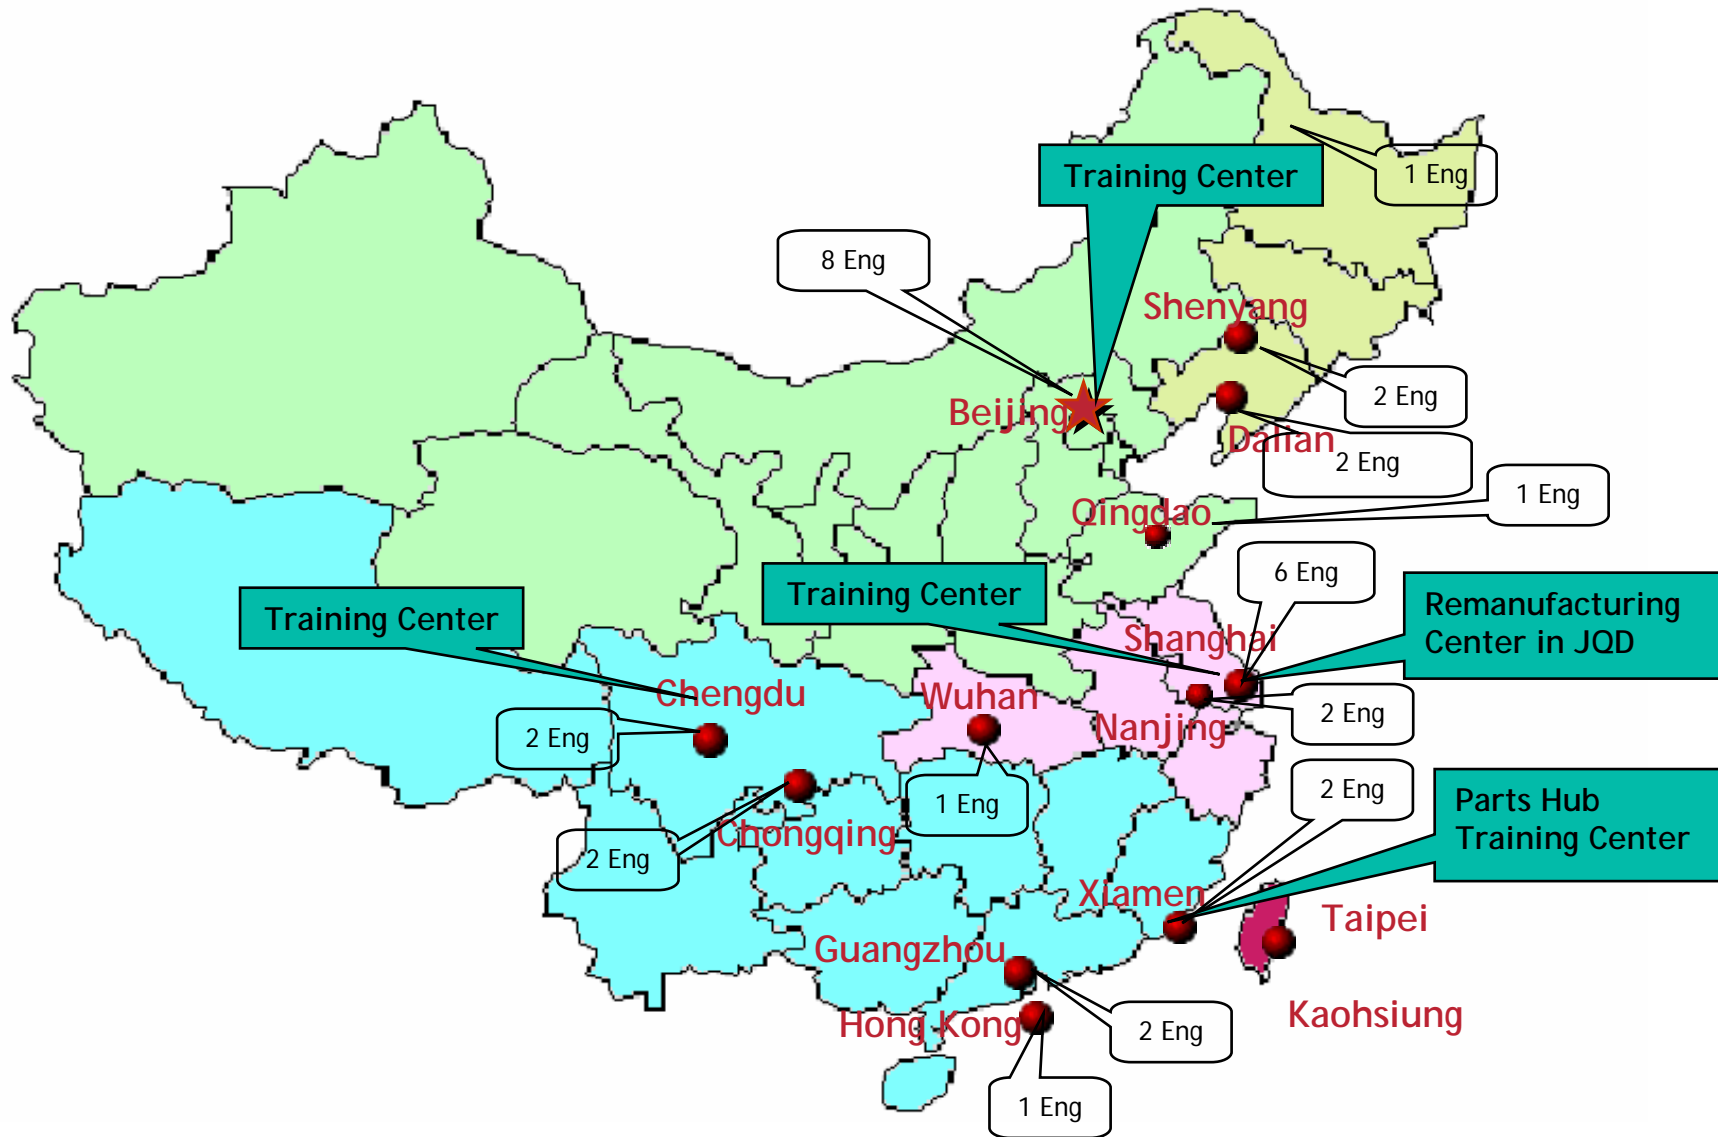 Training Center
1 Eng
8 Eng
Shenyang
2 Eng
Beijing
Dalian
2 Eng
1 Eng
Qingdao
6 Eng
Training Center
Training Center
Remanufacturing
Center in JQD
Shanghai
Chengdu
Wuhan
2 Eng
Nanjing
2 Eng
2 Eng
1 Eng
Parts Hub
Training Center
Chongqing
2 Eng
Xiamen
Taipei
Guangzhou
Kaohsiung
Hong Kong
2 Eng
1 Eng